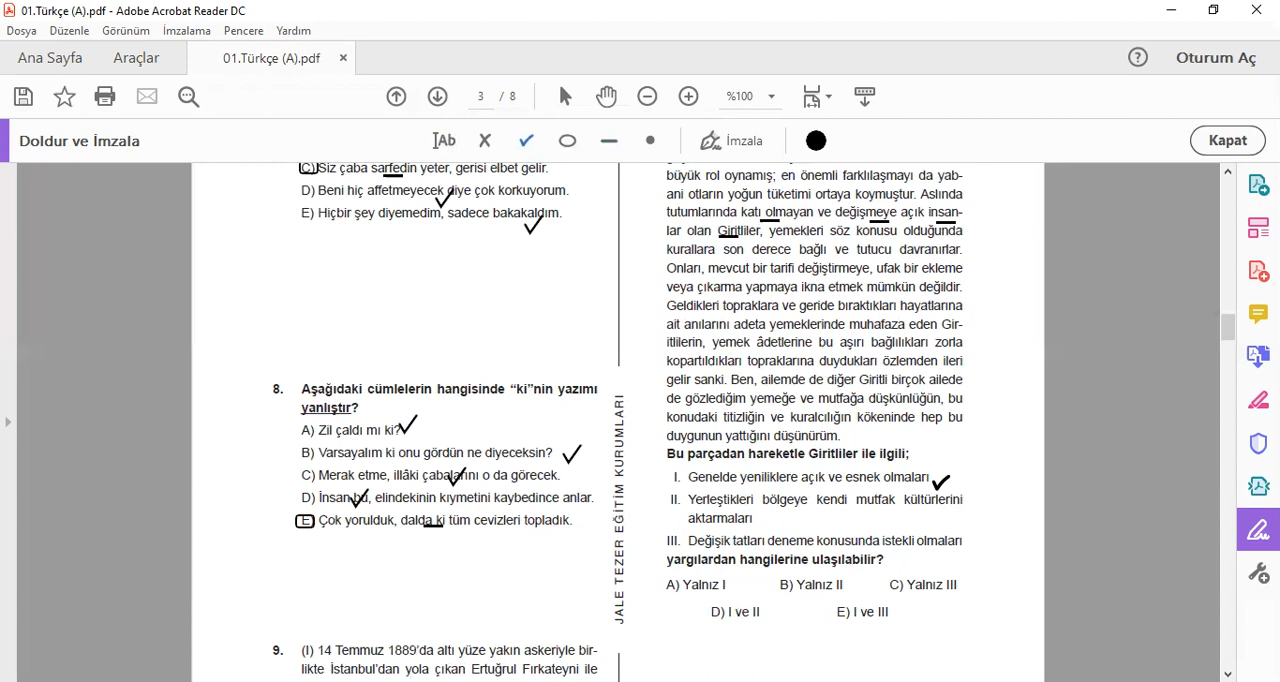 01.Türkçe (A).pdf - Adobe Acrobat Reader DC
Dosya Düzenle Görünüm İmzalama Pencere Yardım
Ana Sayfa Araçlar 01.Türkçe (A).pdf × ? Oturum Aç
3 / 8 %100
Doldur ve İmzala Ab İmzala Kapat
C) Siz çaba sarfedin yeter, gerisi elbet gelir.
D) Beni hiç affetmeyecek diye çok korkuyorum.
E) Hiçbir şey diyemedim, sadece bakakaldım.
8. Aşağıdaki cümlelerin hangisinde “ki”nin yazımı
yanlıştır?
A) Zil çaldı mı ki?
B) Varsayalım ki onu gördün ne diyeceksin?
C) Merak etme, illâki çabalarını o da görecek.
D) İnsan bu, elindekinin kıymetini kaybedince anlar.
E) Çok yorulduk, dalda ki tüm cevizleri topladık.
9. (I) 14 Temmuz 1889’da altı yüze yakın askeriyle bir-
likte İstanbul’dan yola çıkan Ertuğrul Fırkateyni ile
JALE TEZER EĞİTİM KURUMLARI
büyük rol oynamış; en önemli farklılaşmayı da yab-
ani otların yoğun tüketimi ortaya koymuştur. Aslında
tutumlarında katı olmayan ve değişmeye açık insan-
lar olan Giritliler, yemekleri söz konusu olduğunda
kurallara son derece bağlı ve tutucu davranırlar.
Onları, mevcut bir tarifi değiştirmeye, ufak bir ekleme
veya çıkarma yapmaya ikna etmek mümkün değildir.
Geldikleri topraklara ve geride bıraktıkları hayatlarına
ait anılarını adeta yemeklerinde muhafaza eden Gir-
itlilerin, yemek âdetlerine bu aşırı bağlılıkları zorla
kopartıldıkları topraklarına duydukları özlemden ileri
gelir sanki. Ben, ailemde de diğer Giritli birçok ailede
de gözlediğim yemeğe ve mutfağa düşkünlüğün, bu
konudaki titizliğin ve kuralcılığın kökeninde hep bu
duygunun yattığını düşünürüm.
Bu parçadan hareketle Giritliler ile ilgili;
I. Genelde yeniliklere açık ve esnek olmaları
II. Yerleştikleri bölgeye kendi mutfak kültürlerini
aktarmaları
III. Değişik tatları deneme konusunda istekli olmaları
yargılardan hangilerine ulaşılabilir?
A) Yalnız I B) Yalnız II C) Yalnız III
D) I ve II E) I ve III